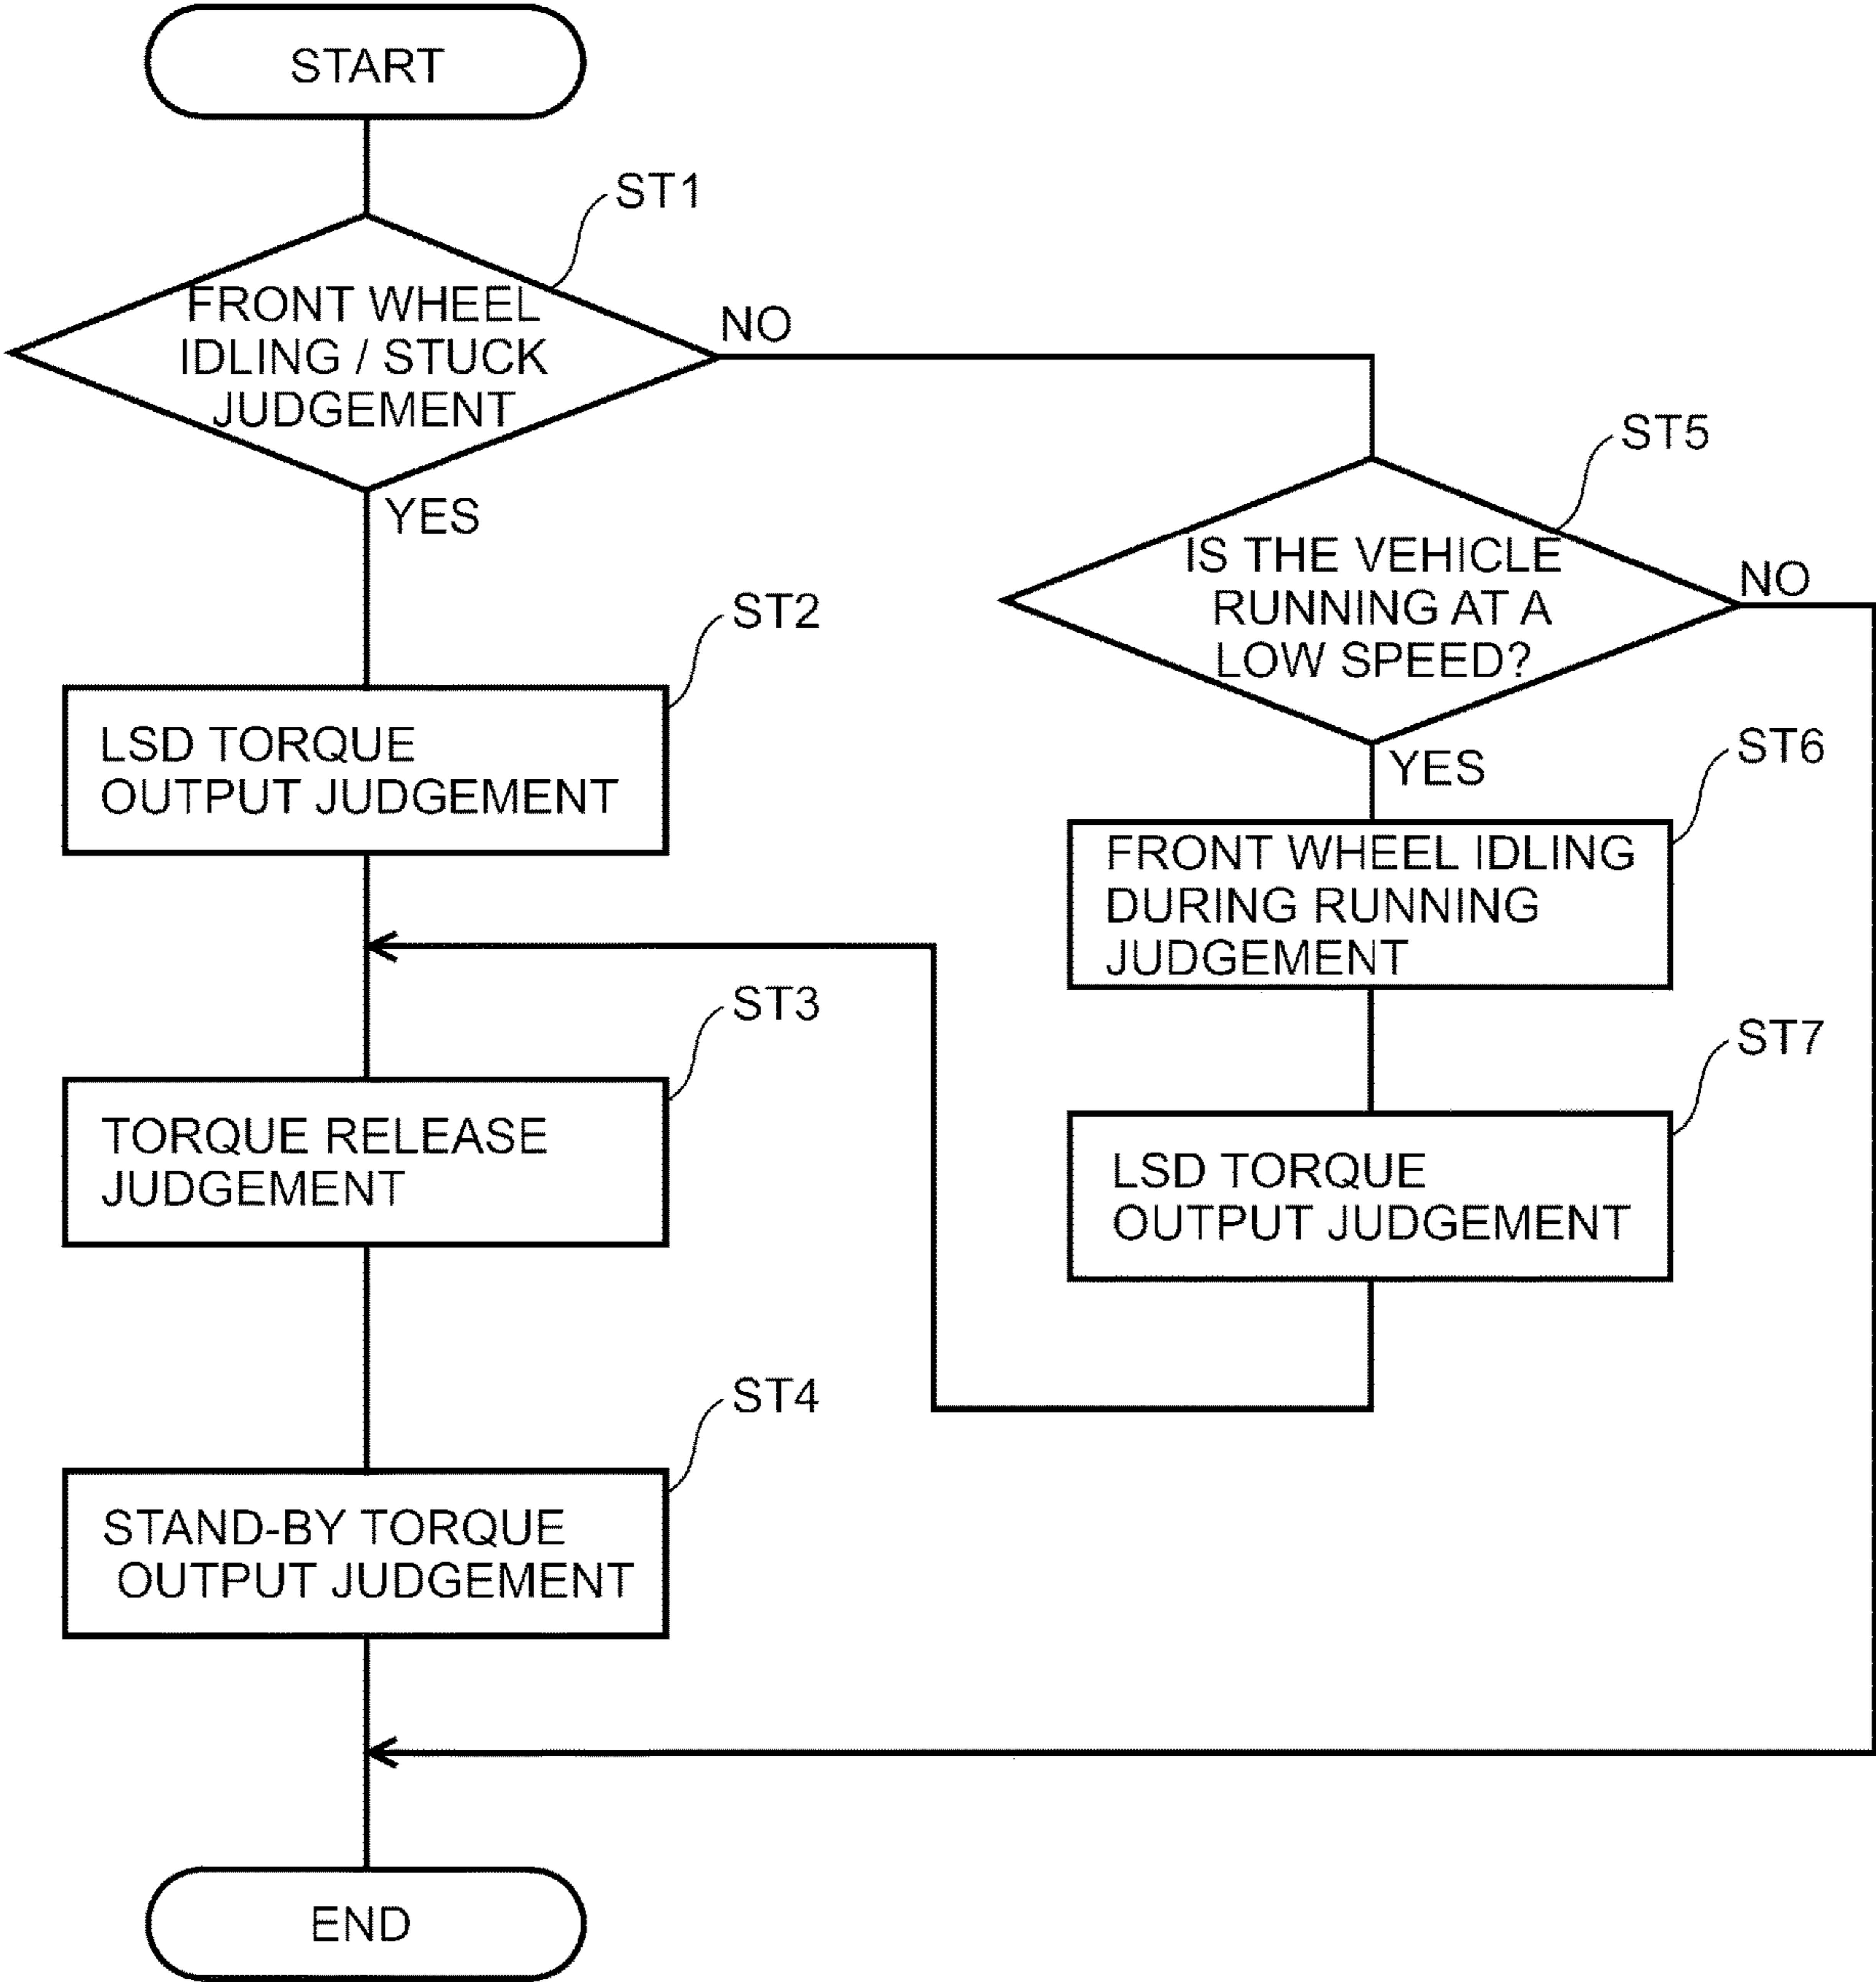 START
ST1
FRONT WHEEL
IDLING / STUCK
JUDGEMENT
NO
YES
ST5
IS THE VEHICLE
RUNNING AT A
LOW SPEED?
NO
YES
ST2
LSD TORQUE
OUTPUT JUDGEMENT
ST6
FRONT WHEEL IDLING
DURING RUNNING
JUDGEMENT
ST3
TORQUE RELEASE
JUDGEMENT
ST7
LSD TORQUE
OUTPUT JUDGEMENT
ST4
STAND-BY TORQUE
OUTPUT JUDGEMENT
END